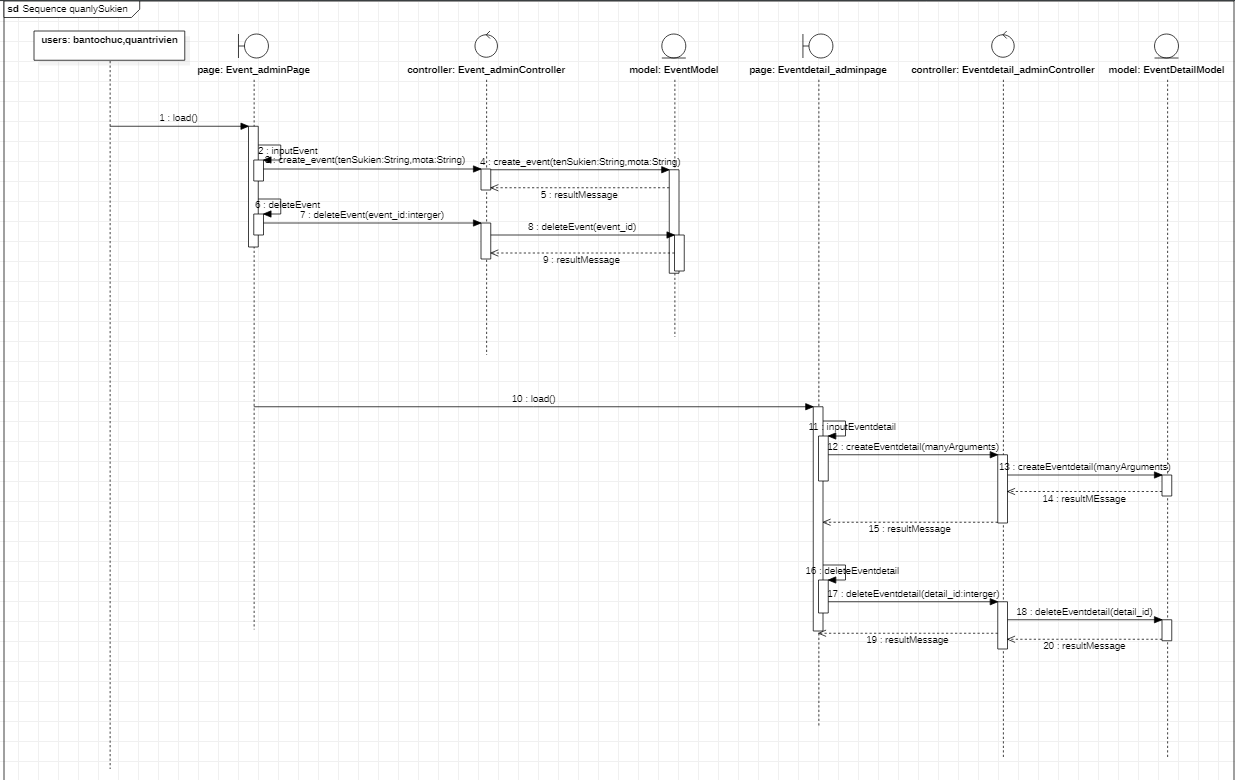 sd Sequence quanlySukien
users: bantochuc,quantrivien
page: Event_adminPage
controller: Event_adminController
model: EventModel
page: Eventdetail_adminpage
controller: Eventdetail_adminController
model: EventDetailModel
1 : load()
2 : inputEvent
3 : create_event(tenSukien:String,mota:String)
4 : create_event(tenSukien:String,mota:String)
5 : resultMessage
6 : deleteEvent
7 : deleteEvent(event_id:interger)
8 : deleteEvent(event_id)
9 : resultMessage
10 : load()
11 : inputEventdetail
12 : createEventdetail(manyArguments)
13 : createEventdetail(manyArguments)
14 : resultMEssage
15 : resultMessage
16 : deleteEventdetail
17 : deleteEventdetail(detail_id:interger)
18 : deleteEventdetail(detail_id)
19 : resultMessage
20 : resultMessage